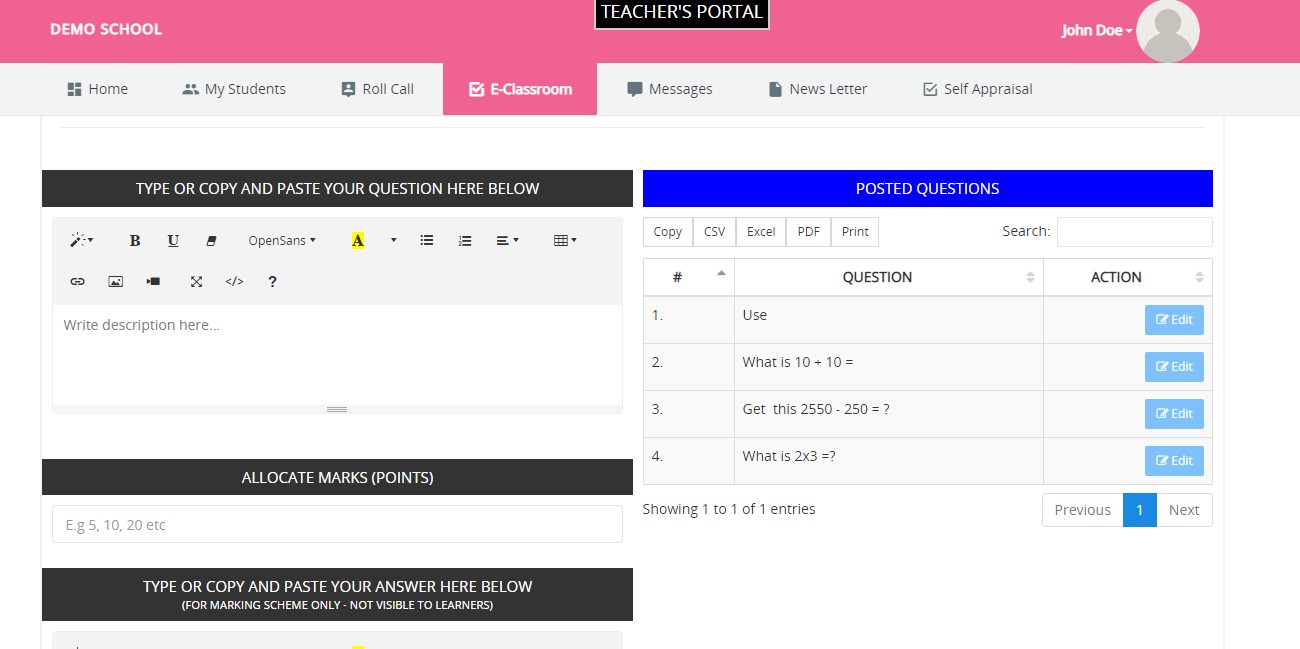 TEACHER'S PORTAL
DEMO SCHOOL
John Doe
Home My Students Roll Call E-Classroom Messages News Letter Self Appraisal
TYPE OR COPY AND PASTE YOUR QUESTION HERE BELOW
B U OpenSans A
</> ?
Write description here...
ALLOCATE MARKS (POINTS)
E.g 5, 10, 20 etc
TYPE OR COPY AND PASTE YOUR ANSWER HERE BELOW
(FOR MARKING SCHEME ONLY - NOT VISIBLE TO LEARNERS)
POSTED QUESTIONS
Copy CSV Excel PDF Print Search:
# QUESTION ACTION
1. Use Edit
2. What is 10 + 10 = Edit
3. Get  this 2550 - 250 = ? Edit
4. What is 2x3 =? Edit
Showing 1 to 1 of 1 entries Previous 1 Next